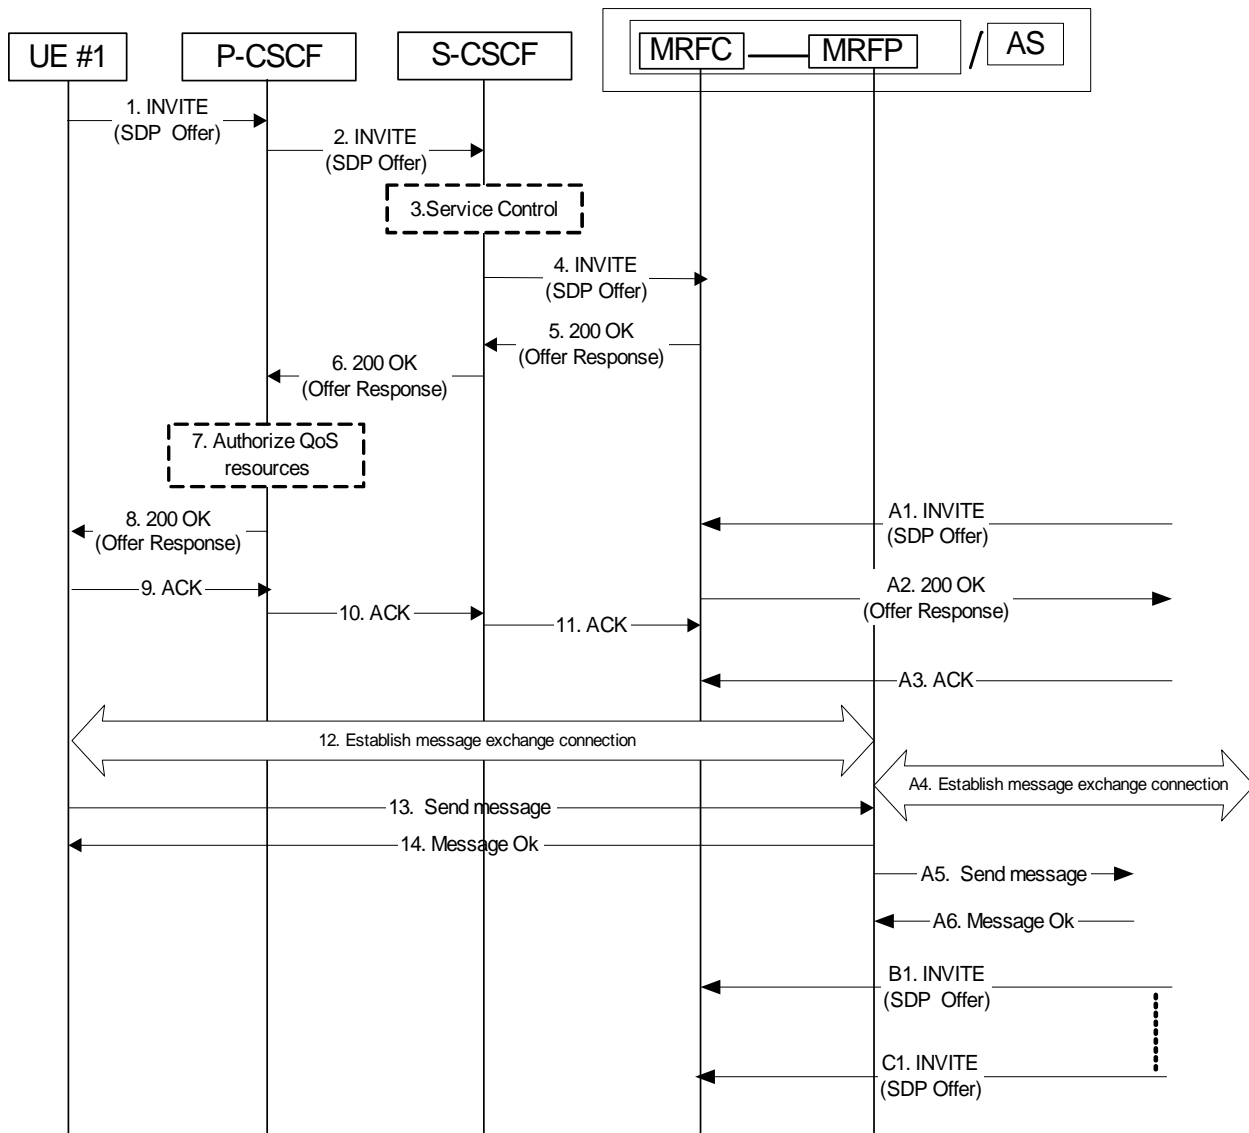 UE #1
P-CSCF
S-CSCF
MRFC
MRFP
/
AS
1. INVITE
(SDP Offer)
2. INVITE
(SDP Offer)
3.Service Control
4. INVITE
(SDP Offer)
5. 200 OK
(Offer Response)
6. 200 OK
(Offer Response)
7. Authorize QoS
resources
8. 200 OK
(Offer Response)
A1. INVITE
(SDP Offer)
9. ACK
10. ACK
11. ACK
A2. 200 OK
(Offer Response)
A3. ACK
12. Establish message exchange connection
A4. Establish message exchange connection
13. Send message
14. Message Ok
A5. Send message
A6. Message Ok
B1. INVITE
(SDP Offer)
C1. INVITE
(SDP Offer)